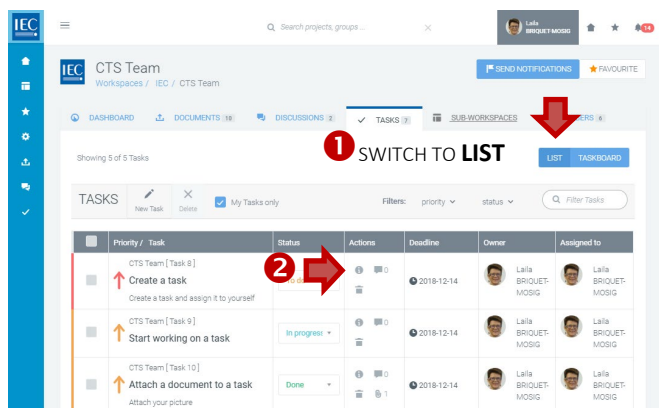 IEC
Search projects, groups...
Laila
BRIQUET-MOSIG
14
IEC
CTS Team
Workspaces / IEC / CTS Team
SEND NOTIFICATIONS
FAVOURITE
DASHBOARD
DOCUMENTS 18
DISCUSSIONS 2
TASKS 7
SUB-WORKSPACES
ERS 6
Showing 5 of 5 Tasks
1 SWITCH TO LIST
LIST
TASKBOARD
TASKS
New Task
Delete
My Tasks only
Filters:
priority
status
Filter Tasks
Priority / Task
Status
Actions
Deadline
Owner
Assigned to
2
CTS Team [ Task 8 ]
Create a task
Create a task and assign it to yourself
0
2018-12-14
Laila
BRIQUET-
MOSIG
Laila
BRIQUET-
MOSIG
CTS Team [ Task 9 ]
Start working on a task
In progress
0
2018-12-14
Laila
BRIQUET-
MOSIG
Laila
BRIQUET-
MOSIG
CTS Team [ Task 10 ]
Attach a document to a task
Attach your picture
Done
0
1
2018-12-14
Laila
BRIQUET-
MOSIG
Laila
BRIQUET-
MOSIG